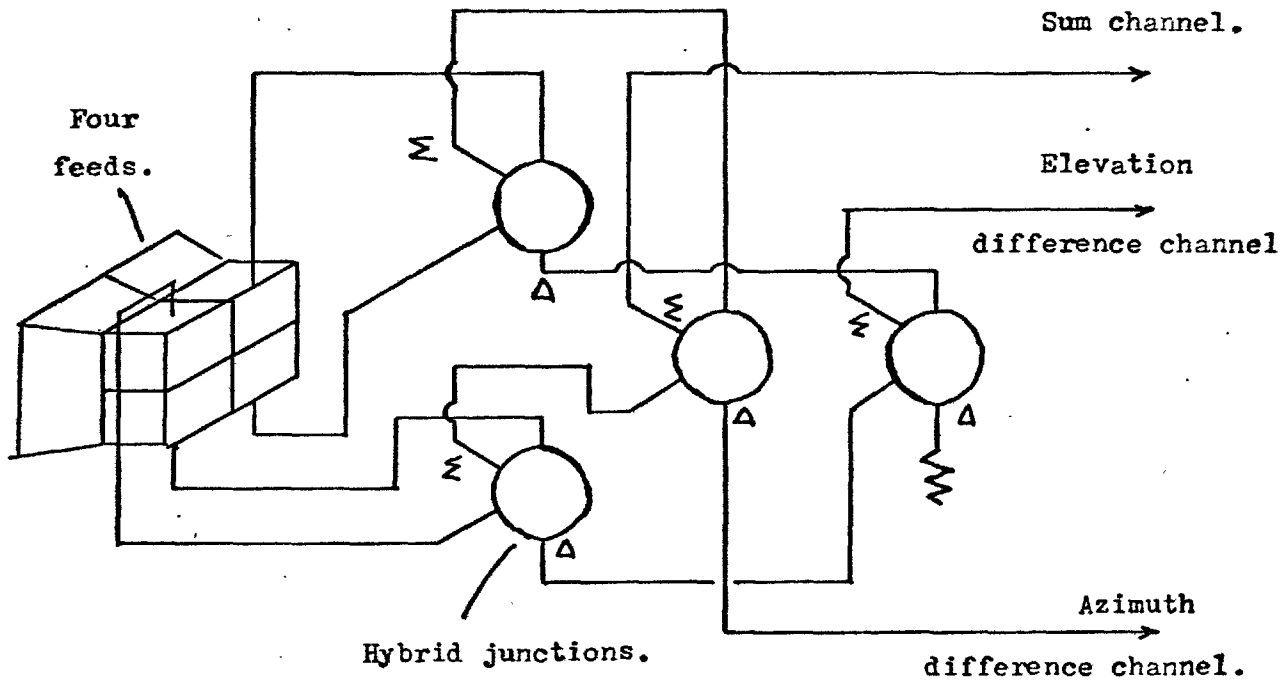 Sum channel.
Four
feeds.
Σ
Elevation
difference channel
Δ
Σ
Σ
Δ
Δ
Σ
Δ
Hybrid junctions.
Azimuth
difference channel.